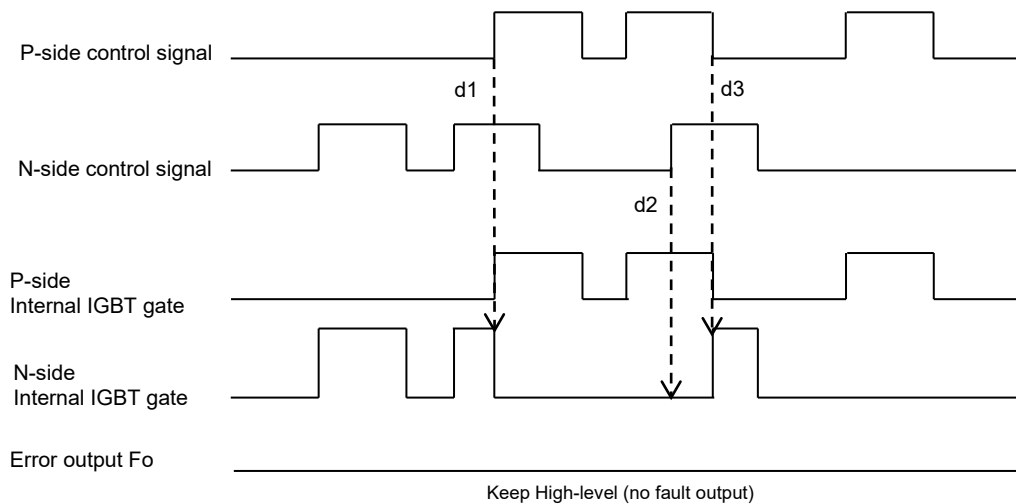 P-side control signal
d1
d3
N-side control signal
d2
P-side
Internal IGBT gate
N-side
Internal IGBT gate
Error output Fo
Keep High-level (no fault output)